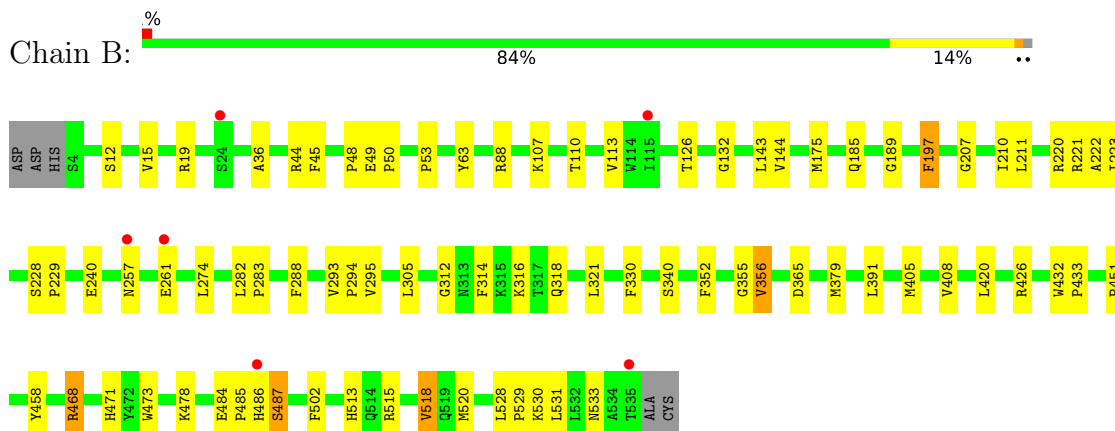 .%
Chain B:
84% 14% ••
ASP ASP HIS S4 S12 V15 R19 S24 A36 R44 F45 P48 E49 P50 P53 Y63 R88 K107 T110 V113 W114 I115 T126 G132 L143 V144 M175 Q185 G189 F197 G207 I210 L211 R220 R221 A222
S228 P229 E240 N257 E261 L274 L282 P283 F288 V293 P294 V295 L305 G312 N313 F314 K315 K316 T317 Q318 L321 F330 S340 F352 G355 V356 D365 M379 L391 M405 V408 L420 R426 W432 P433
Y458 R468 H471 Y472 W473 K478 E484 P485 H486 S487 F502 H513 Q514 R515 V518 Q519 M520 L528 P529 K530 L531 L532 N533 A534 T535 ALA CYS